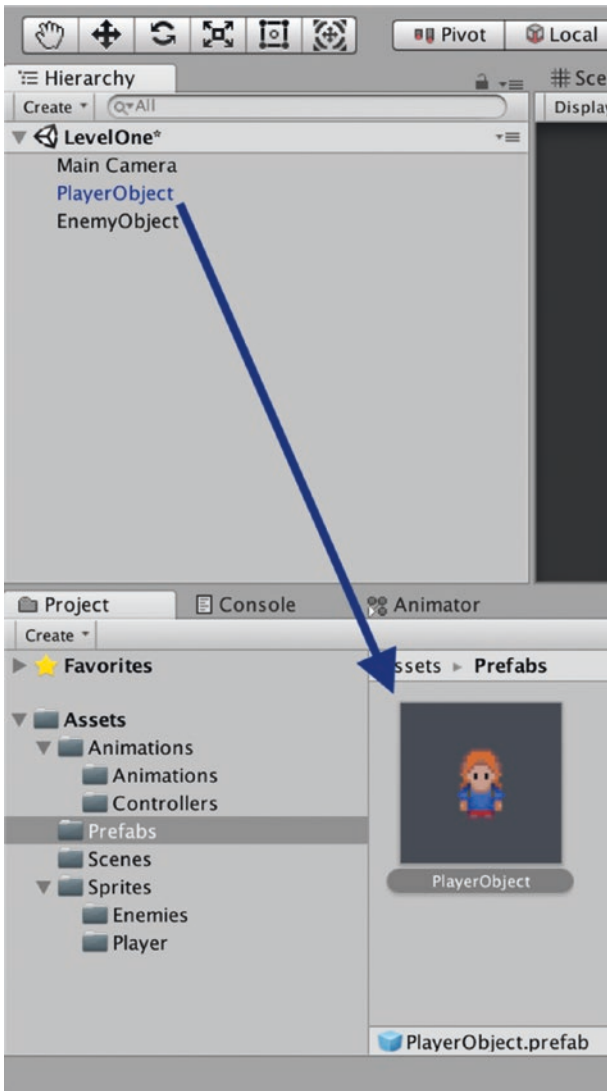 Pivot
Local
Hierarchy
Create
All
LevelOne*
Main Camera
PlayerObject
EnemyObject
Project
Console
Animator
Create
Favorites
Prefabs
Assets
Animations
Animations
Controllers
Prefabs
Scenes
Sprites
Enemies
Player
PlayerObject
PlayerObject.prefab